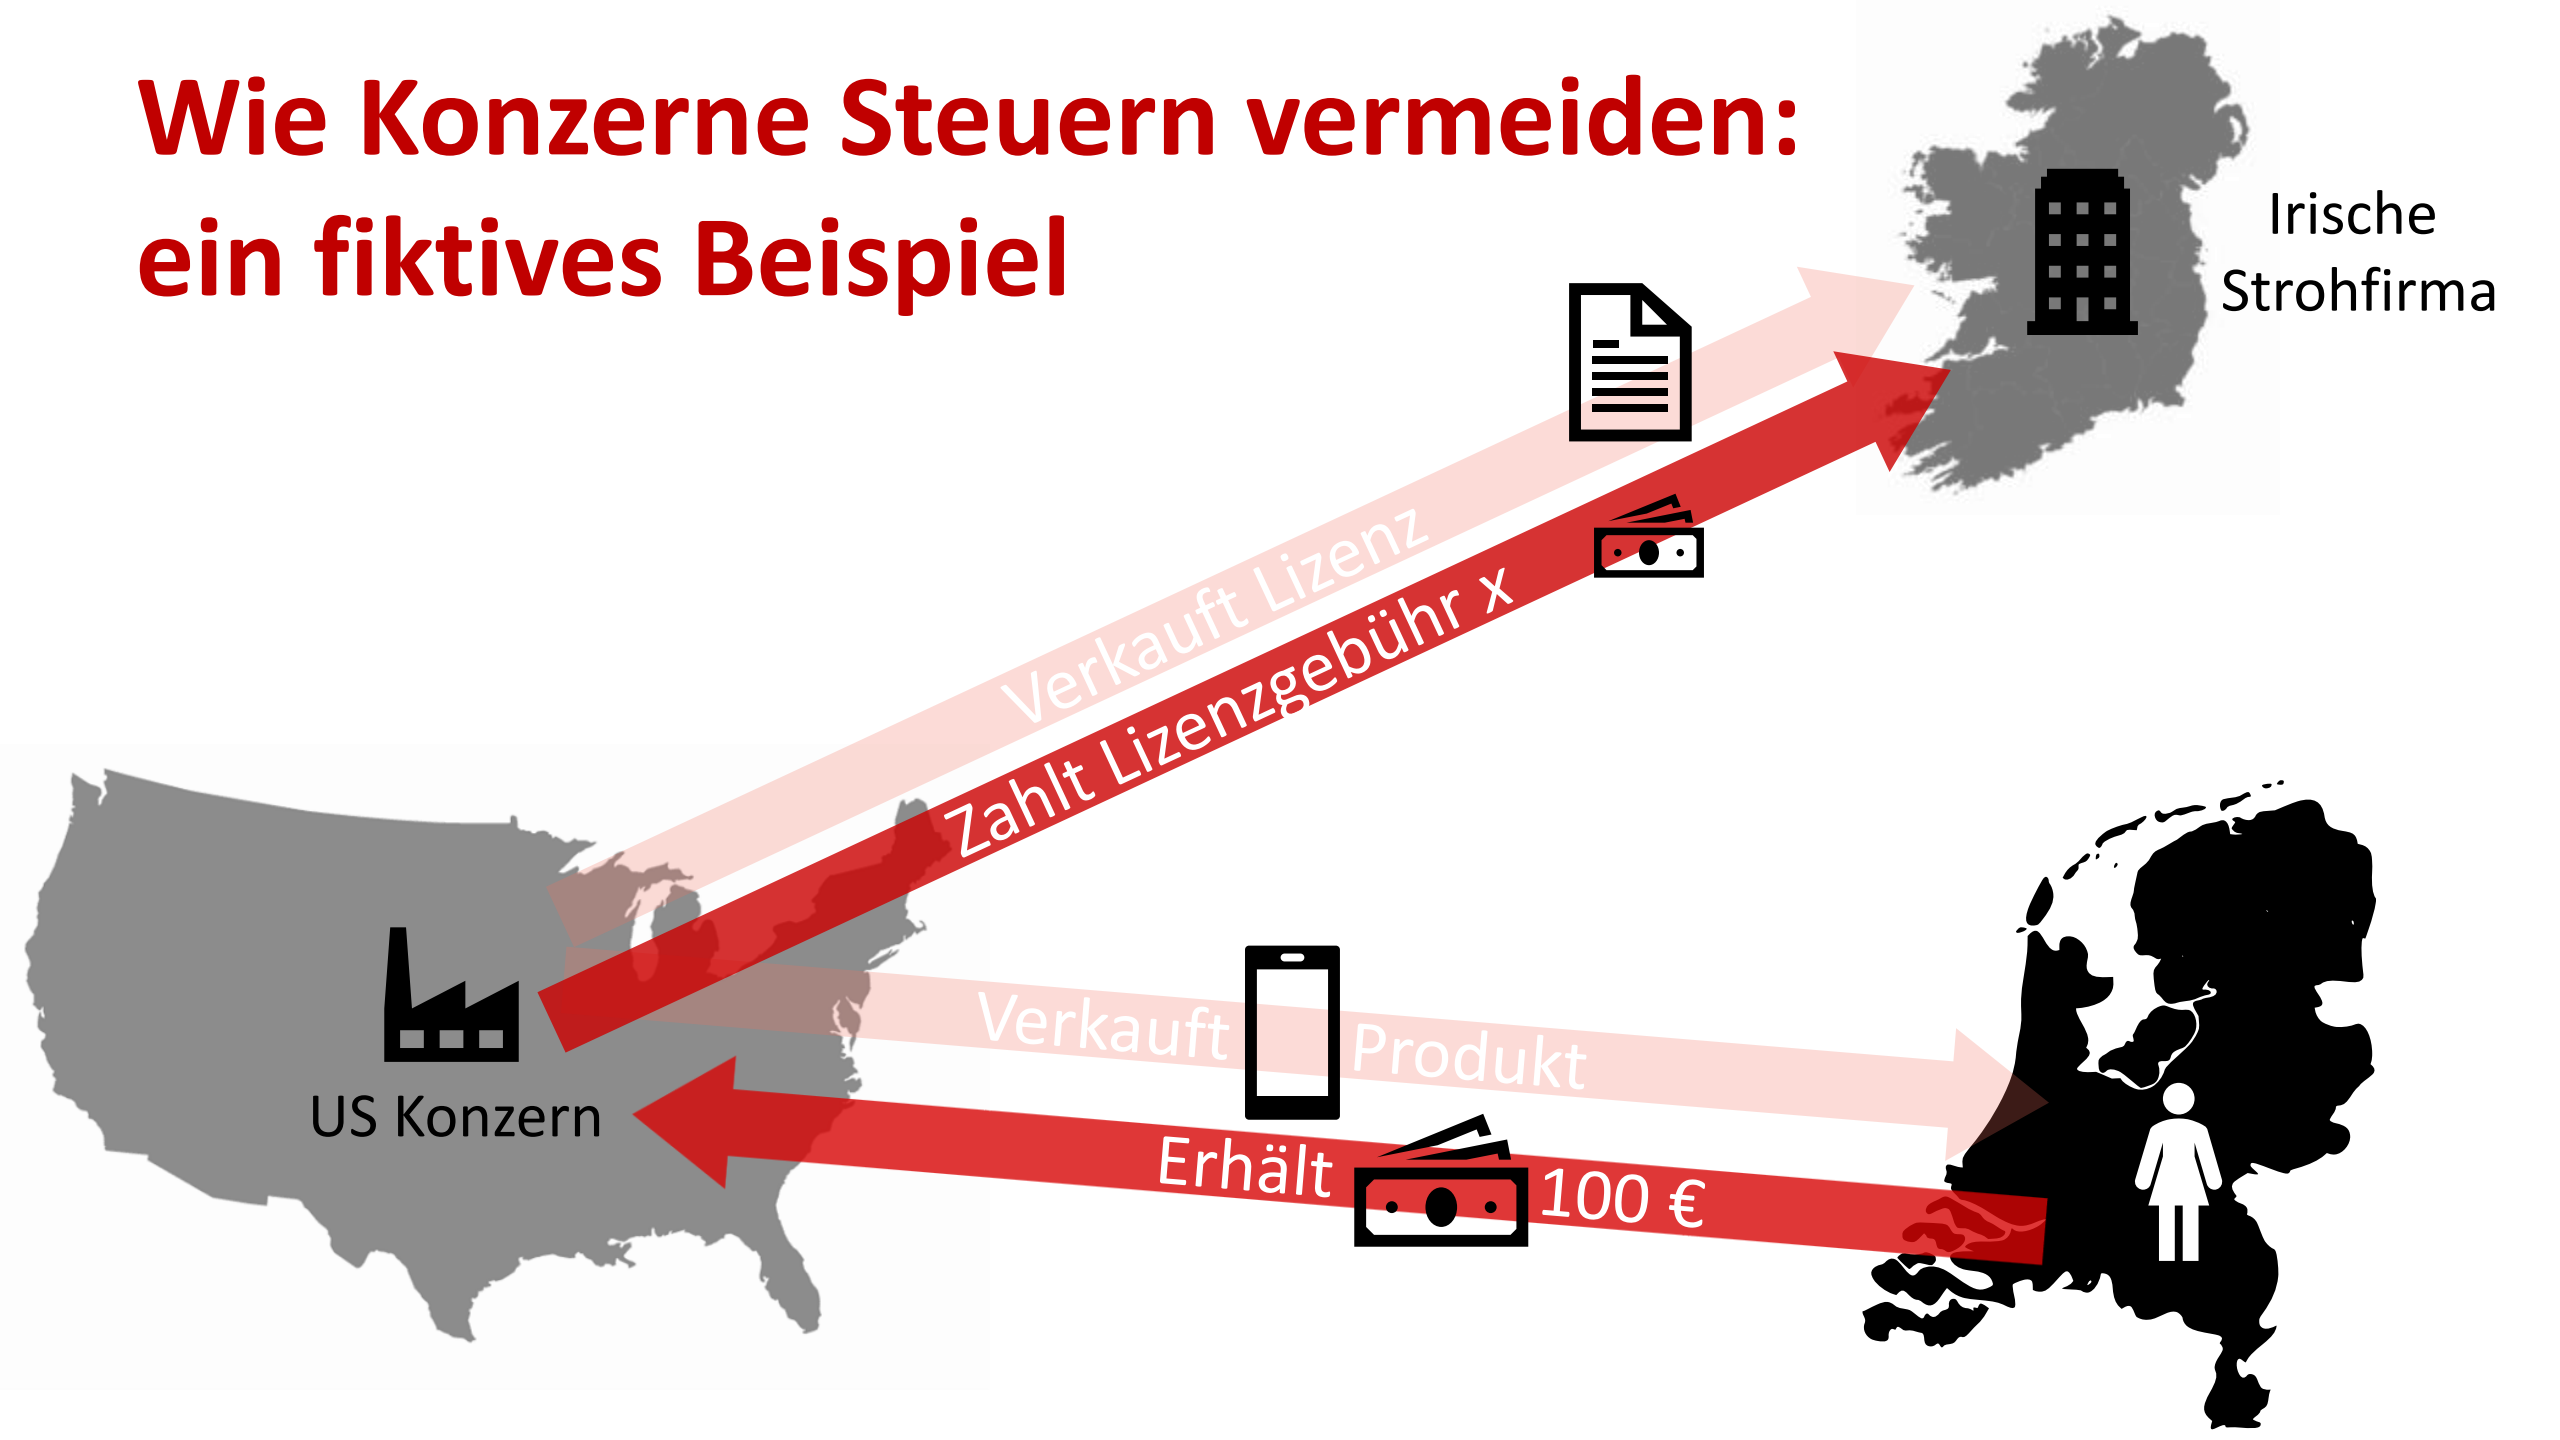 Wie Konzerne Steuern vermeiden:
ein fiktives Beispiel
Irische
Strohfirma
Verkauft Lizenz
Zahlt Lizenzgebühr x
US Konzern
Verkauft Produkt
Erhält 100 €